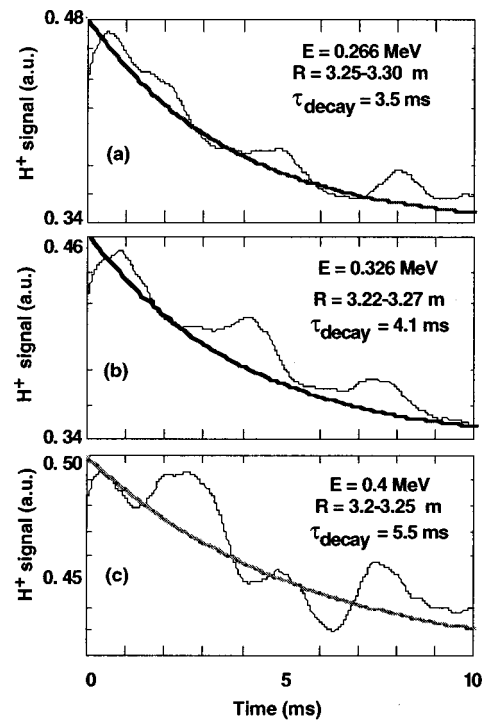 0.48
E = 0.266 MeV
R = 3.25-3.30 m
τdecay = 3.5 ms
H+ signal (a.u.)
(a)
0.34
0.46
E = 0.326 MeV
R = 3.22-3.27 m
τdecay = 4.1 ms
H+ signal (a.u.)
(b)
0.34
0.50
E = 0.4 MeV
R = 3.2-3.25 m
τdecay = 5.5 ms
H+ signal (a.u.)
0.45
(c)
0 5 10
Time (ms)